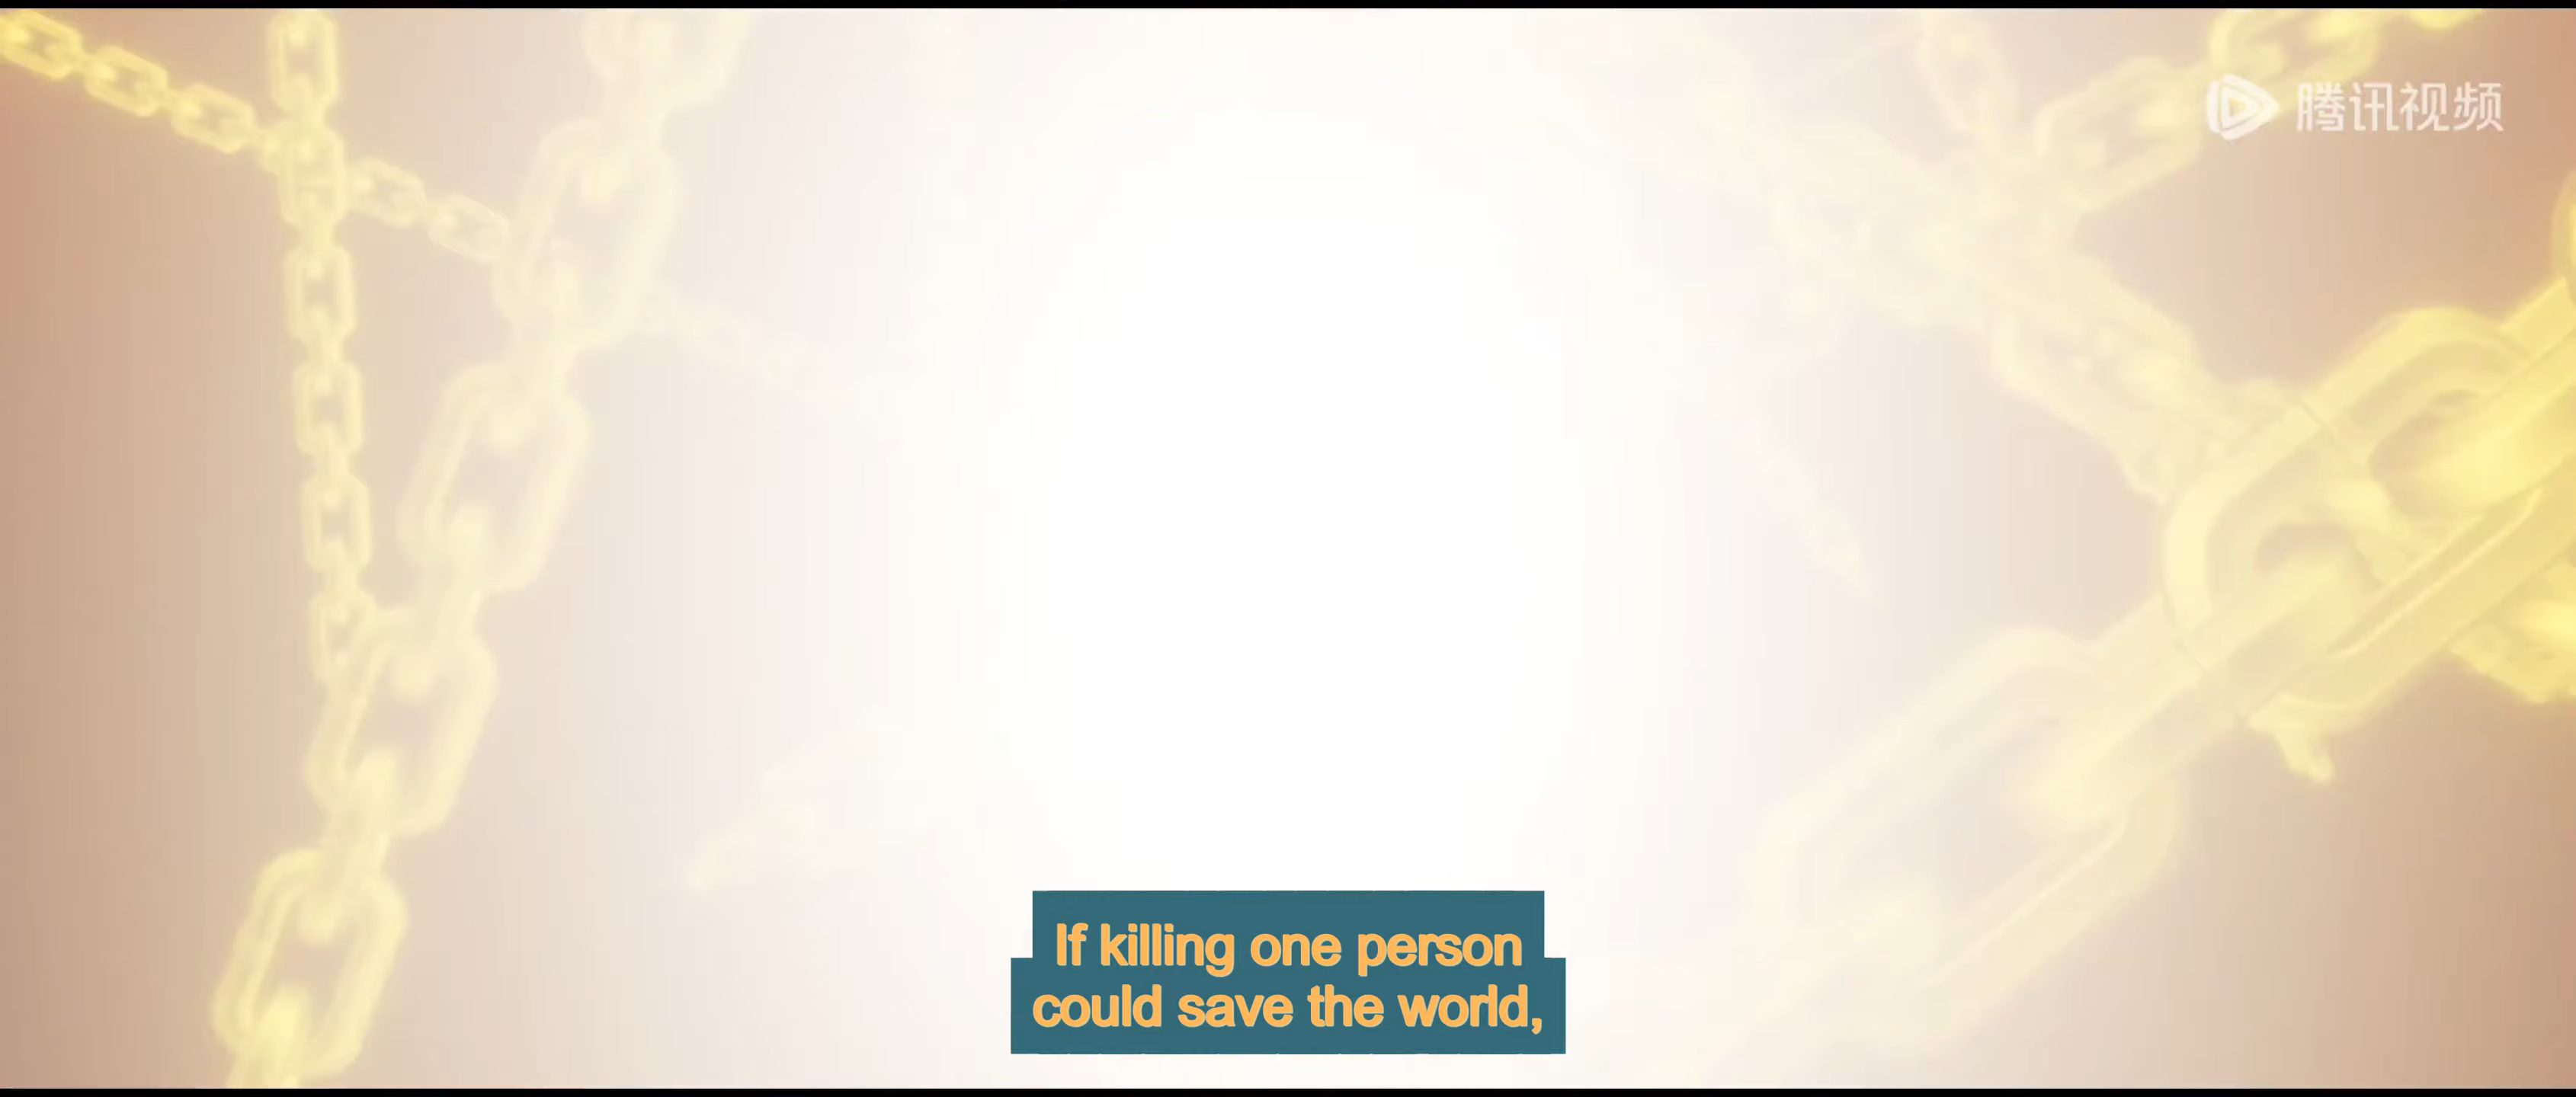 腾讯视频
If killing one person
could save the world,